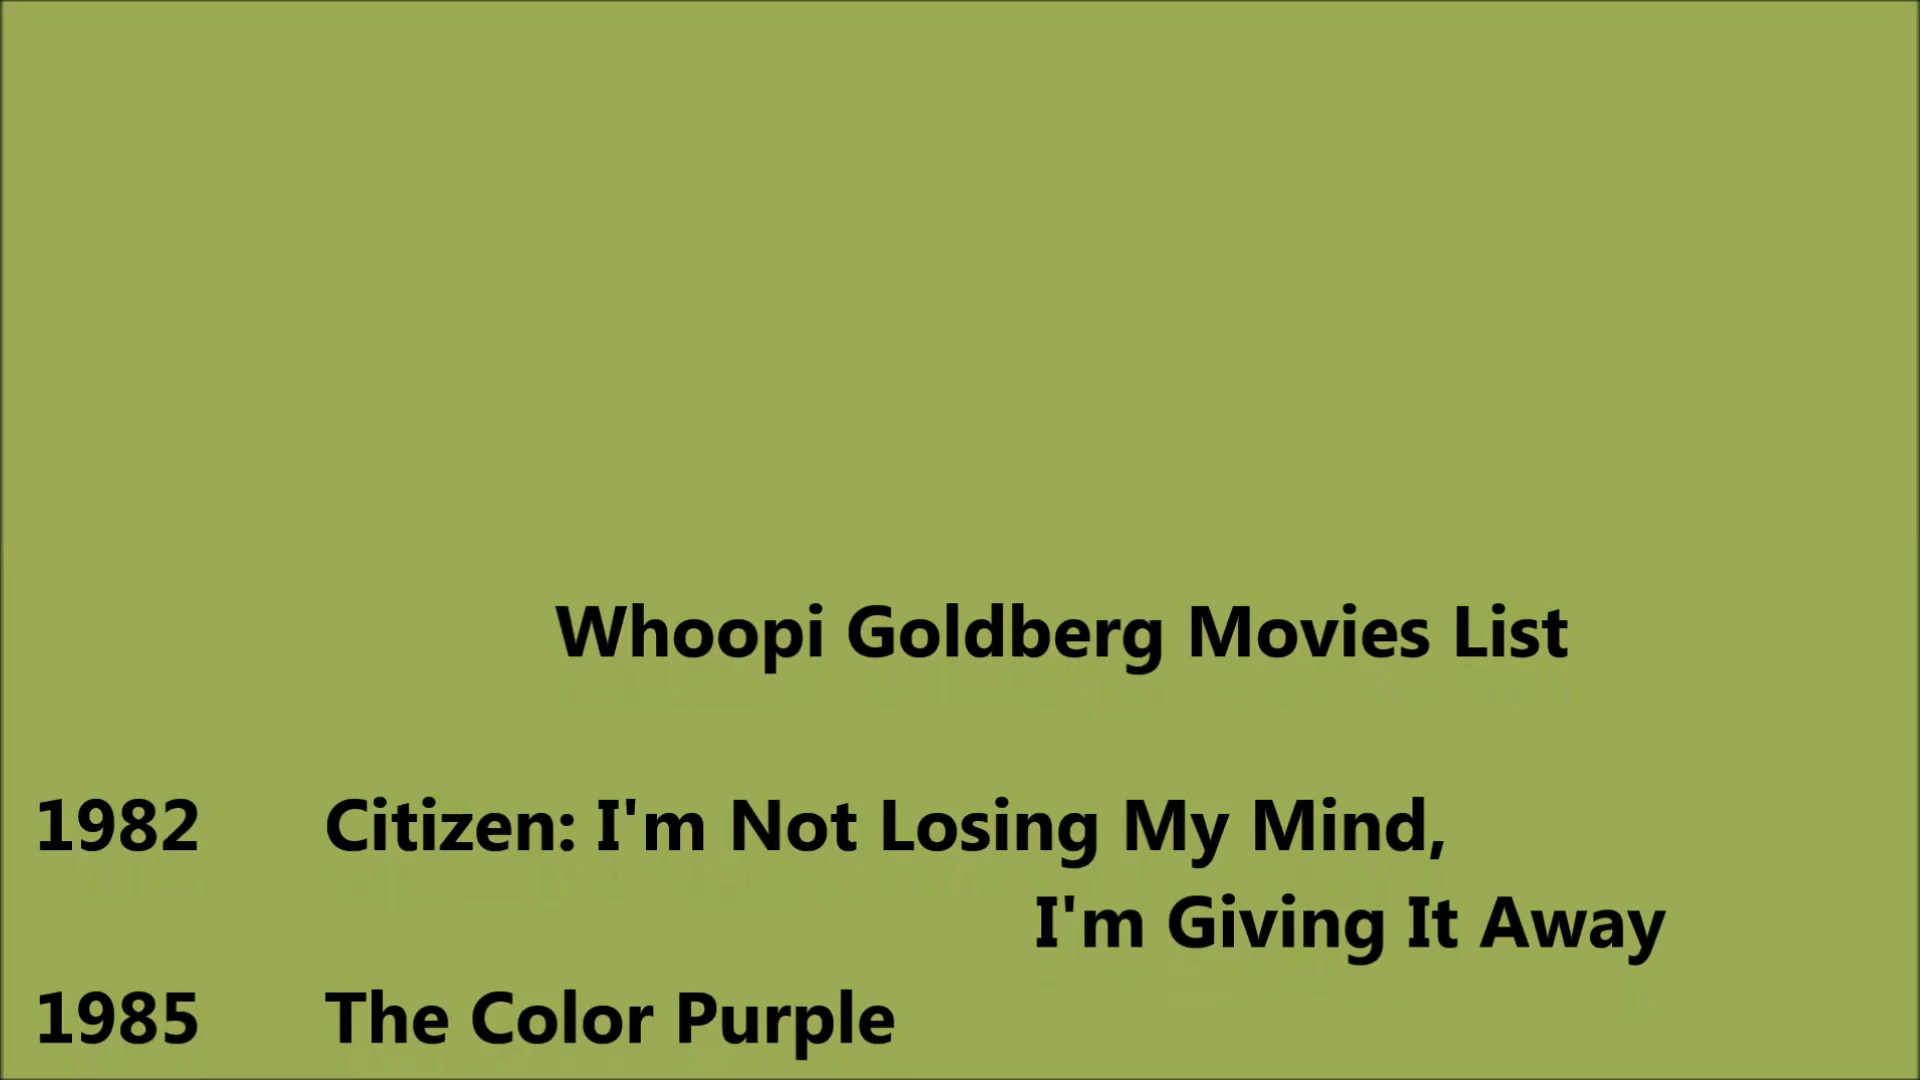 Whoopi Goldberg Movies List
1982 Citizen: I'm Not Losing My Mind,
I'm Giving It Away
1985 The Color Purple